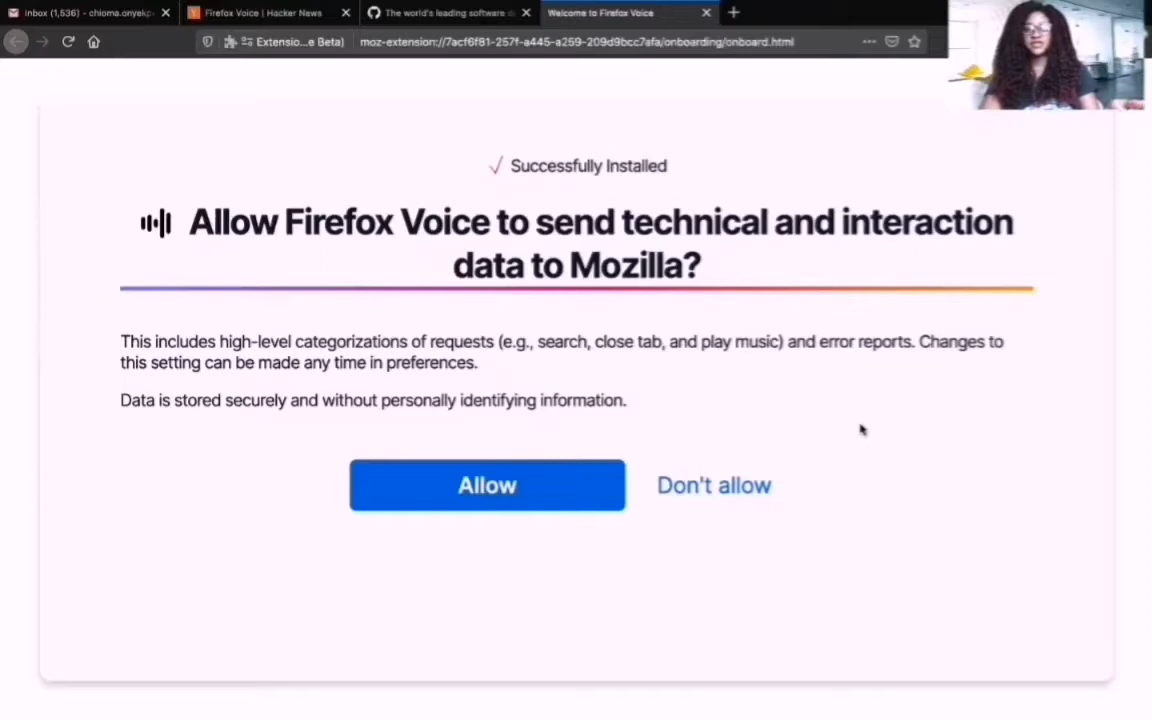 Inbox (1,536) - chioma.onyekp
Firefox Voice | Hacker News
The world's leading software d
Welcome to Firefox Voice
Extensio...e Beta)
moz-extension://7acf6f81-257f-a445-a259-209d9bcc7afa/onboarding/onboard.html
Successfully Installed
Allow Firefox Voice to send technical and interaction
data to Mozilla?
This includes high-level categorizations of requests (e.g., search, close tab, and play music) and error reports. Changes to
this setting can be made any time in preferences.
Data is stored securely and without personally identifying information.
Allow
Don't allow